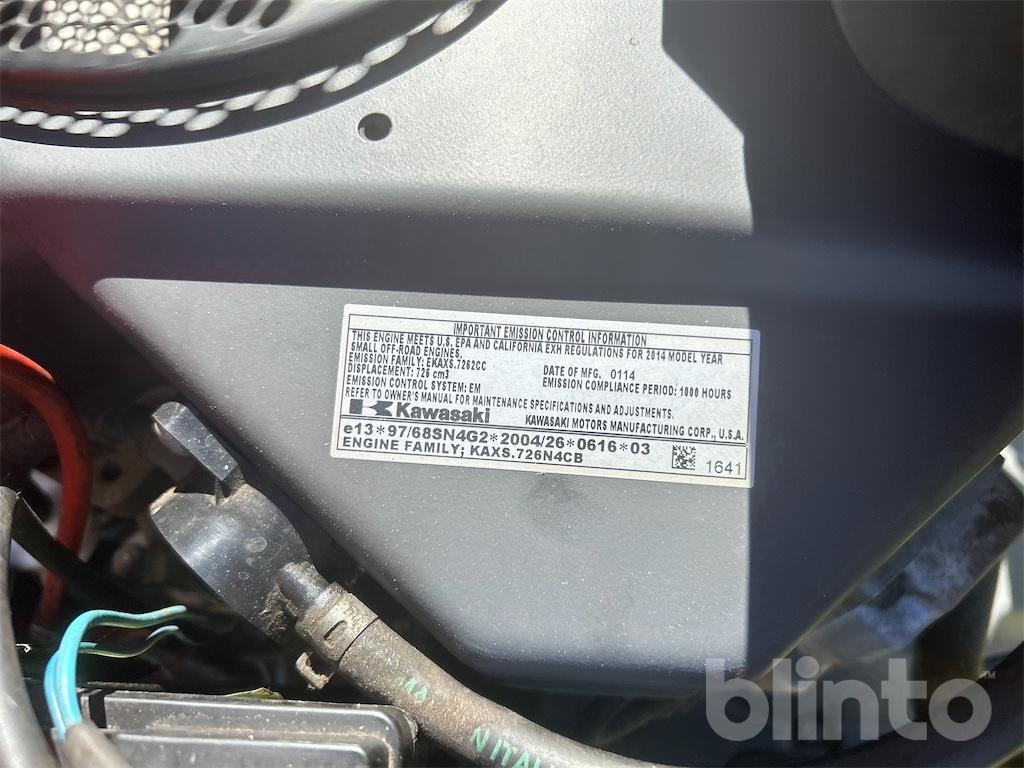 IMPORTANT EMISSION CONTROL INFORMATION
THIS ENGINE MEETS U.S. EPA AND CALIFORNIA EXH REGULATIONS FOR 2014 MODEL YEAR
SMALL OFF-ROAD ENGINES.
EMISSION FAMILY: EKAXS.7262CC DATE OF MFG. 0114
DISPLACEMENT: 726 cm3 EMISSION COMPLIANCE PERIOD: 1000 HOURS
EMISSION CONTROL SYSTEM: EM
REFER TO OWNER'S MANUAL FOR MAINTENANCE SPECIFICATIONS AND ADJUSTMENTS.
Kawasaki KAWASAKI MOTORS MANUFACTURING CORP., U.S.A.
e13*97/68SN4G2*2004/26*0616*03
ENGINE FAMILY; KAXS.726N4CB 1641
blinto™